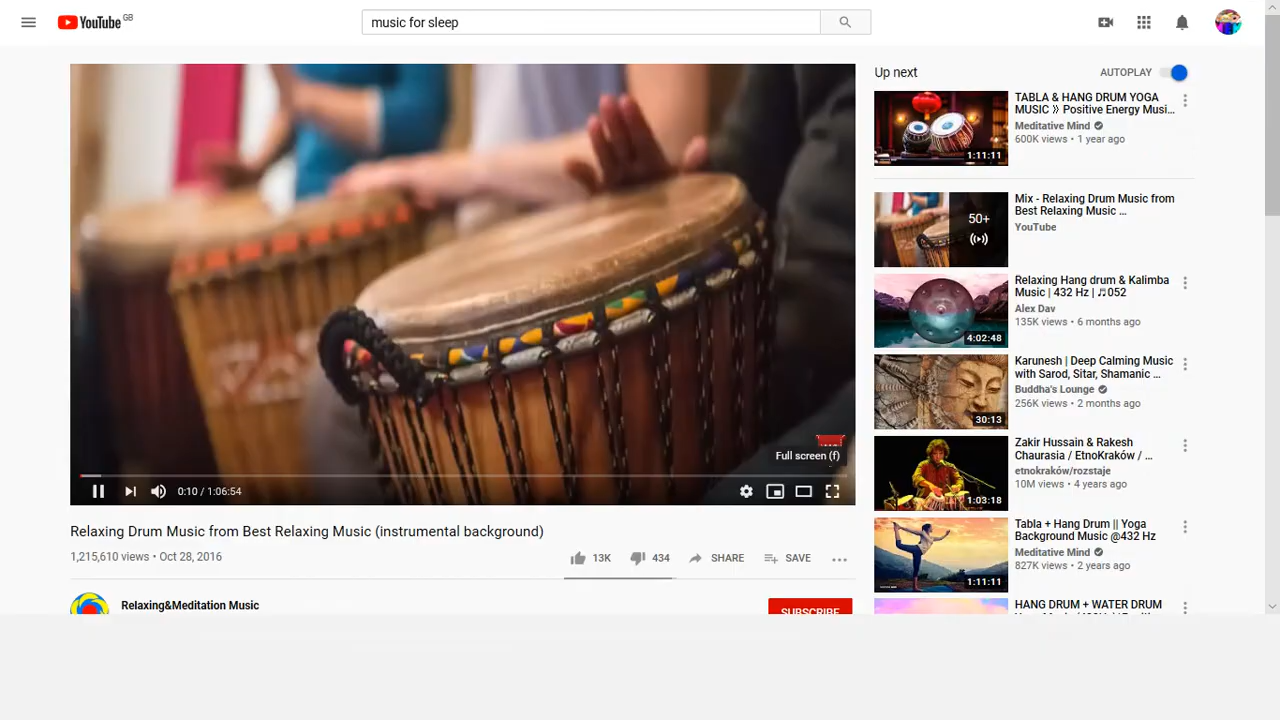 YouTube GB
music for sleep
Up next
AUTOPLAY
TABLA & HANG DRUM YOGA
MUSIC 》 Positive Energy Musi...
Meditative Mind
600K views • 1 year ago
1:11:11
Mix - Relaxing Drum Music from
Best Relaxing Music ...
YouTube
50+
Relaxing Hang drum & Kalimba
Music | 432 Hz | ♫052
Alex Dav
135K views • 6 months ago
4:02:48
Karunesh | Deep Calming Music
with Sarod, Sitar, Shamanic ...
Buddha's Lounge
256K views • 2 months ago
30:13
Zakir Hussain & Rakesh
Chaurasia / EtnoKraków / ...
etnokraków/rozstaje
10M views • 4 years ago
1:03:18
Tabla + Hang Drum || Yoga
Background Music @432 Hz
Meditative Mind
827K views • 2 years ago
1:11:11
HANG DRUM + WATER DRUM
Full screen (f)
0:10 / 1:06:54
Relaxing Drum Music from Best Relaxing Music (instrumental background)
1,215,610 views • Oct 28, 2016
13K
434
SHARE
SAVE
Relaxing&Meditation Music
SUBSCRIBE